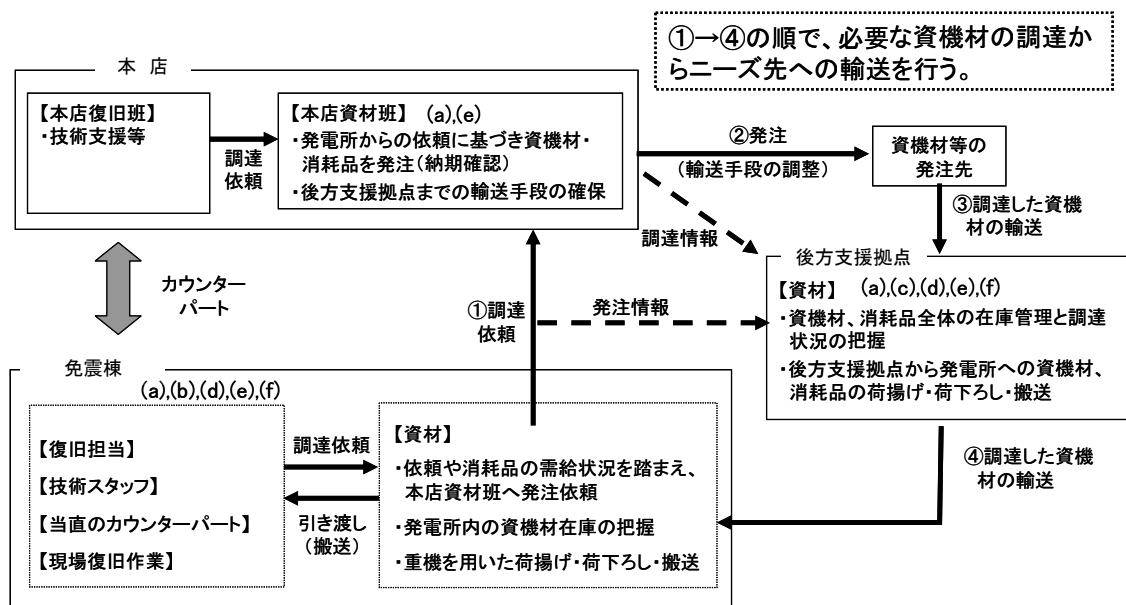 ①→④の順で、必要な資機材の調達か
らニーズ先への輸送を行う。
本 店
【本店復旧班】
・技術支援等
調達
依頼
【本店資材班】 (a),(e)
・発電所からの依頼に基づき資機材・
消耗品を発注(納期確認)
・後方支援拠点までの輸送手段の確保
②発注
(輸送手段の調整)
資機材等の
発注先
③調達した資機
材の輸送
調達情報
カウンター
パート
①調達
依頼
発注情報
後方支援拠点
【資材】 (a),(c),(d),(e),(f)
・資機材、消耗品全体の在庫管理と調達
状況の把握
・後方支援拠点から発電所への資機材、
消耗品の荷揚げ・荷下ろし・搬送
免震棟
(a),(b),(d),(e),(f)
【復旧担当】
【技術スタッフ】
【当直のカウンターパート】
【現場復旧作業】
調達依頼
引き渡し
(搬送)
【資材】
・依頼や消耗品の需給状況を踏まえ、
本店資材班へ発注依頼
・発電所内の資機材在庫の把握
・重機を用いた荷揚げ・荷下ろし・搬送
④調達した資機
材の輸送